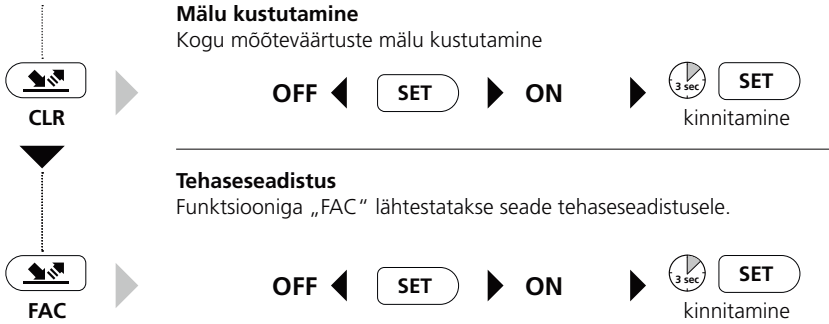 Mälu kustutamine
Kogu mõõteväärtuste mälu kustutamine
OFF SET ON 3 sec SET
CLR kinnitamine
Tehaseseadistus
Funktsiooniga „FAC“ lähtestatakse seade tehaseseadistusele.
OFF SET ON 3 sec SET
FAC kinnitamine